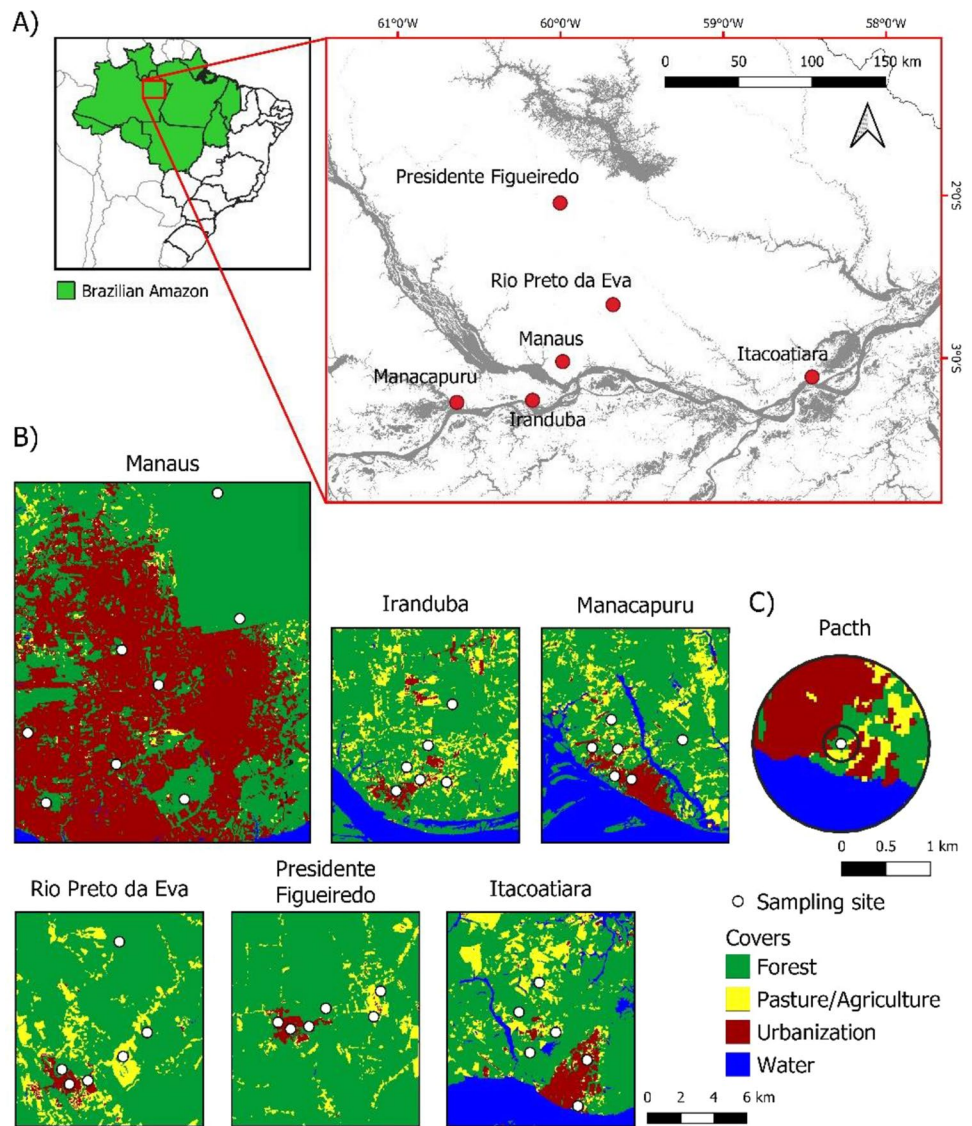 A)
61°0'W 60°0'W 59°0'W 58°0'W
0 50 100 150 km
Presidente Figueiredo
2°0'S
Rio Preto da Eva
Manaus
Itacoatiara
3°0'S
Manacapuru
Iranduba
Brazilian Amazon
B)
Manaus
Iranduba
Manacapuru
C)
Pacth
0 0.5 1 km
Rio Preto da Eva
Presidente
Figueiredo
Itacoatiara
Sampling site
Covers
Forest
Pasture/Agriculture
Urbanization
Water
0 2 4 6 km